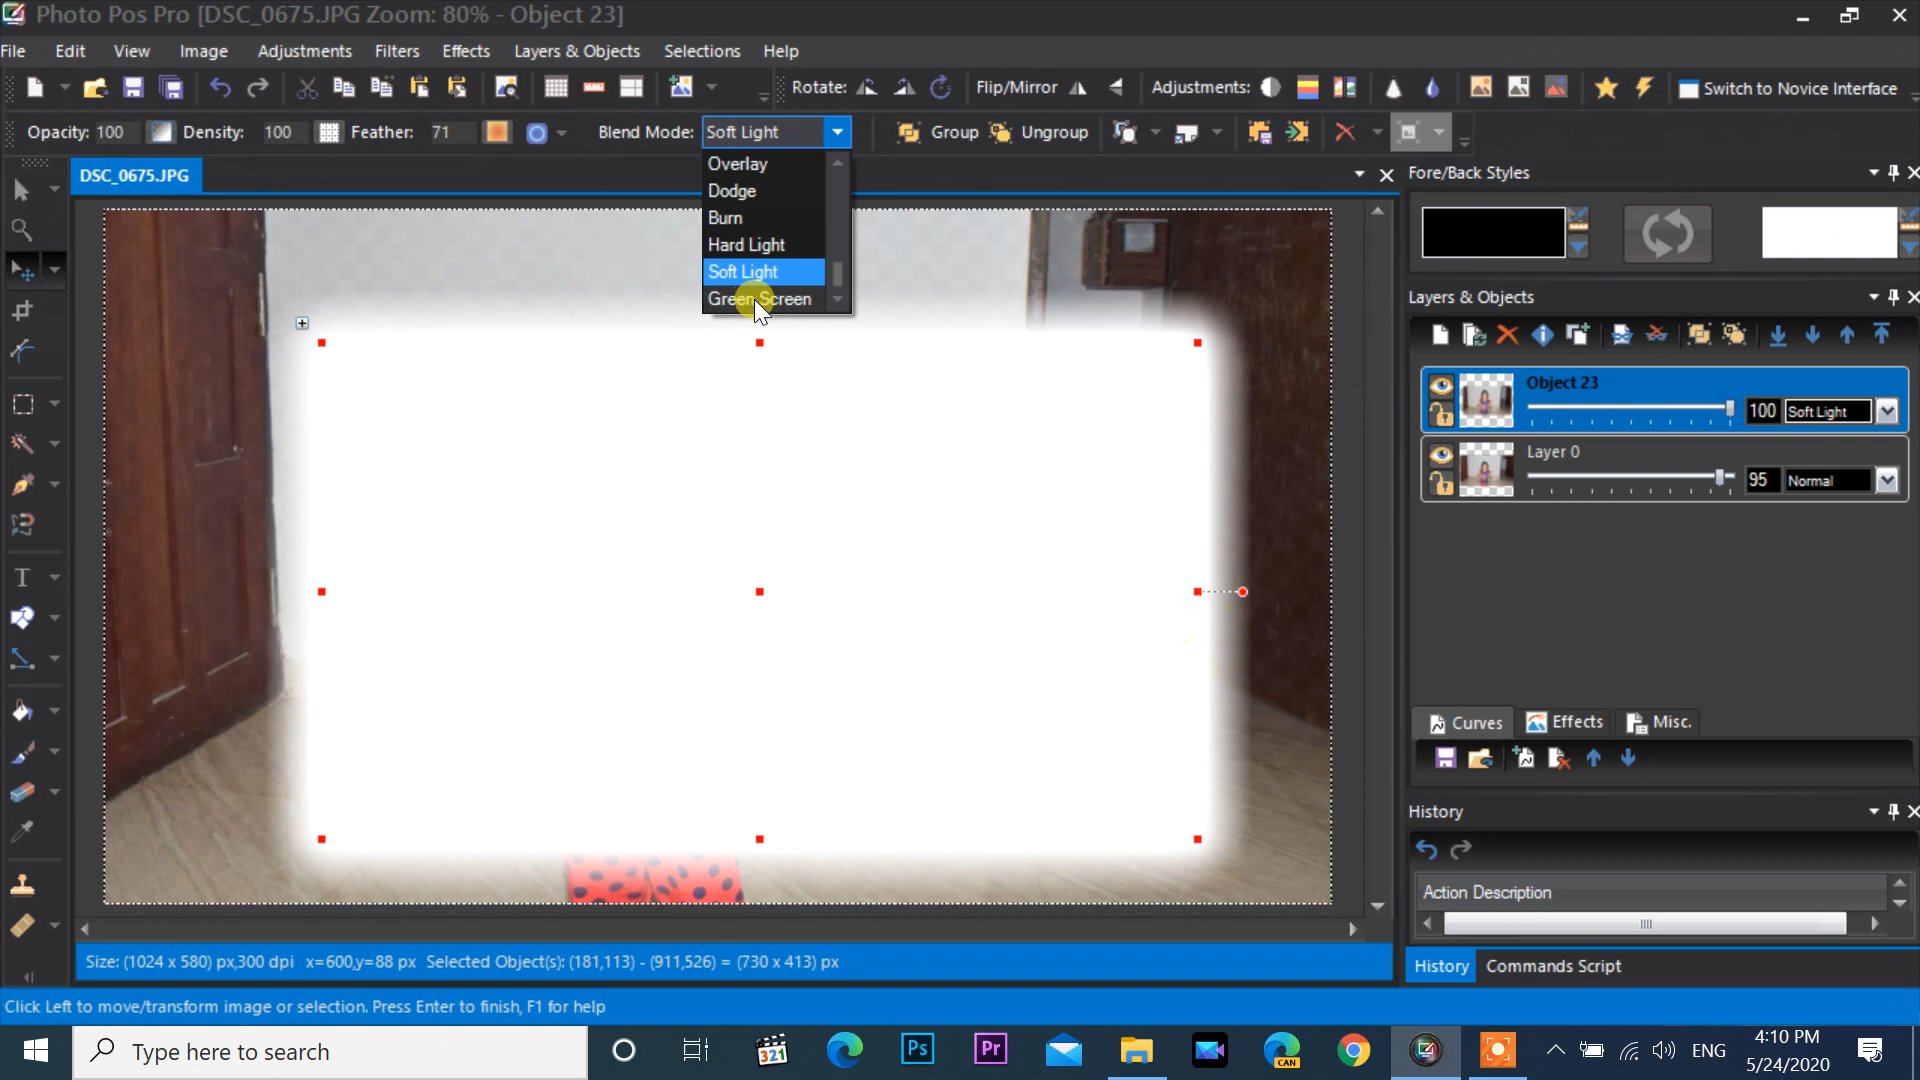 Photo Pos Pro [DSC_0675.JPG Zoom: 80% - Object 23]
File Edit View Image Adjustments Filters Effects Layers & Objects Selections Help
Rotate: Flip/Mirror Adjustments: Switch to Novice Interface
Opacity: 100 Density: 100 Feather: 71 Blend Mode: Soft Light Group Ungroup
Overlay
Dodge
Burn
Hard Light
Soft Light
Green Screen
DSC_0675.JPG
Fore/Back Styles
Layers & Objects
Object 23
100 Soft Light
Layer 0
95 Normal
Curves Effects Misc.
History
Action Description
History Commands Script
Size: (1024 x 580) px,300 dpi x=600,y=88 px Selected Object(s): (181,113) - (911,526) = (730 x 413) px
Click Left to move/transform image or selection. Press Enter to finish, F1 for help
Type here to search
321
Ps
Pr
CAN
ENG
4:10 PM
5/24/2020